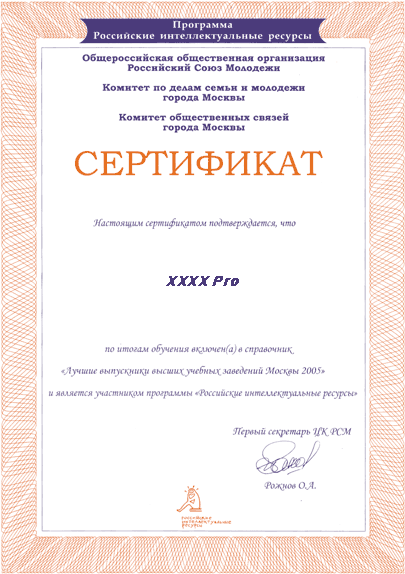 Программа
Российские интеллектуальные ресурсы
Общероссийская общественная организация
Российский Союз Молодежи
Комитет по делам семьи и молодежи
города Москвы
Комитет общественных связей
города Москвы
СЕРТИФИКАТ
Настоящим сертификатом подтверждается, что
XXXX Pro
по итогам обучения включен(а) в справочник
«Лучшие выпускники высших учебных заведений Москвы 2005»
и является участником программы «Российские интеллектуальные ресурсы»
Первый секретарь ЦК РСМ
Рожнов О.А.
РОССИЙСКИЕ
ИНТЕЛЛЕКТУАЛЬНЫЕ
РЕСУРСЫ